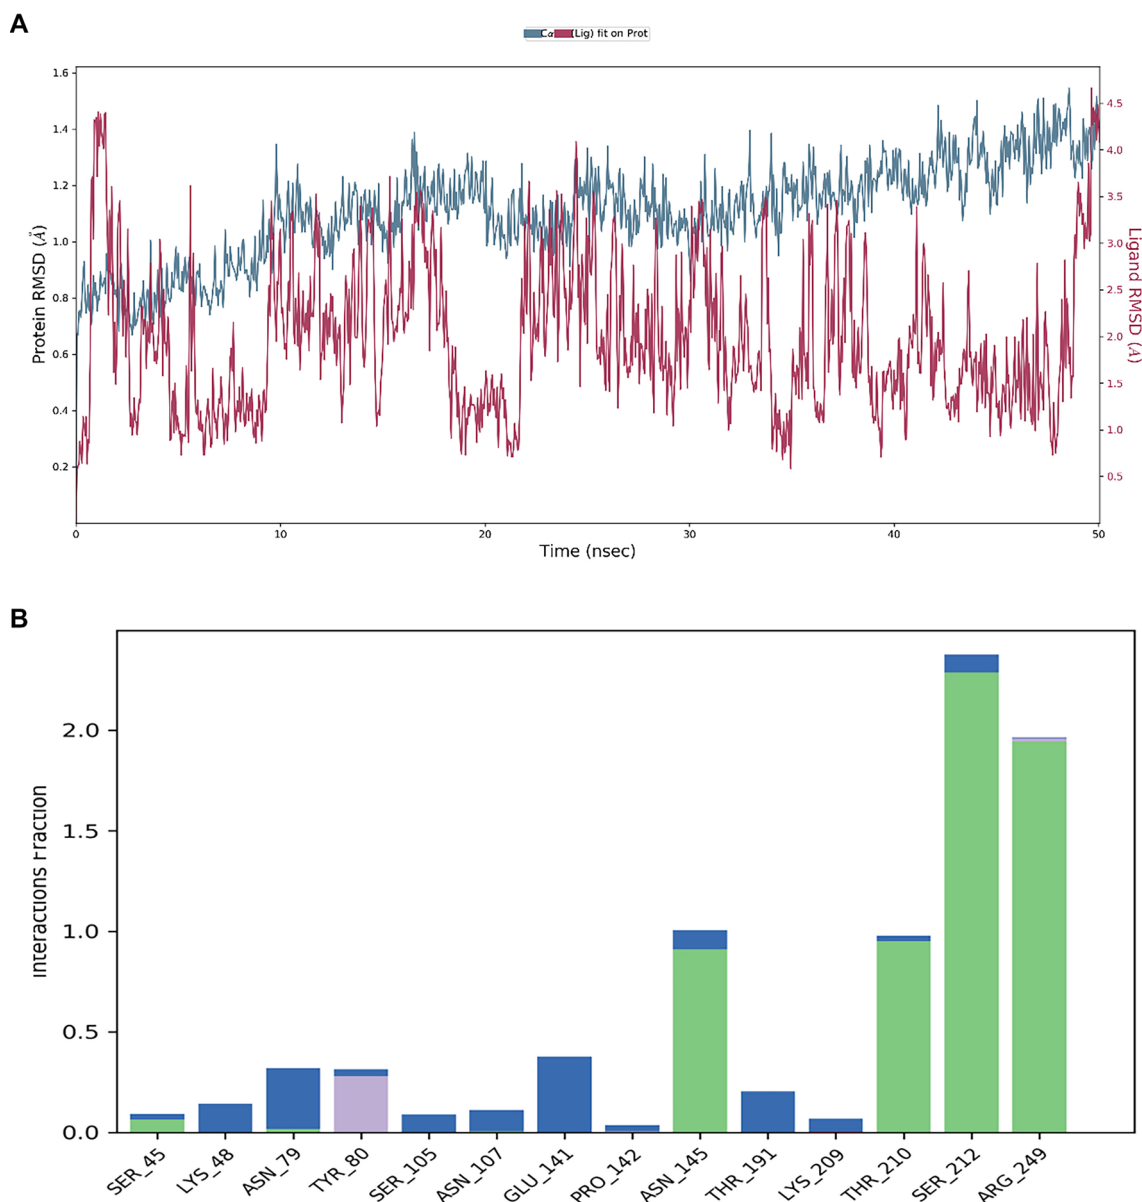 A
Cα (Lig) fit on Prot
Protein RMSD (Å)
1.6
1.4
1.2
1.0
0.8
0.6
0.4
0.2
4.5
4.0
3.5
3.0
2.5
2.0
1.5
1.0
0.5
Ligand RMSD (Å)
0 10 20 30 40 50
Time (nsec)
B
Interactions Fraction
2.0
1.5
1.0
0.5
0.0
SER_45 LYS_48 ASN_79 TYR_80 SER_105 ASN_107 GLU_141 PRO_142 ASN_145 THR_191 LYS_209 THR_210 SER_212 ARG_249